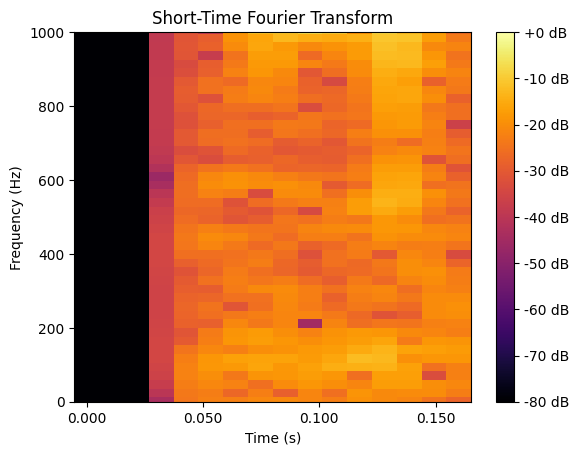 Short-Time Fourier Transform
1000
800
600
400
200
0
Frequency (Hz)
0.000
0.050
0.100
0.150
Time (s)
+0 dB
-10 dB
-20 dB
-30 dB
-40 dB
-50 dB
-60 dB
-70 dB
-80 dB